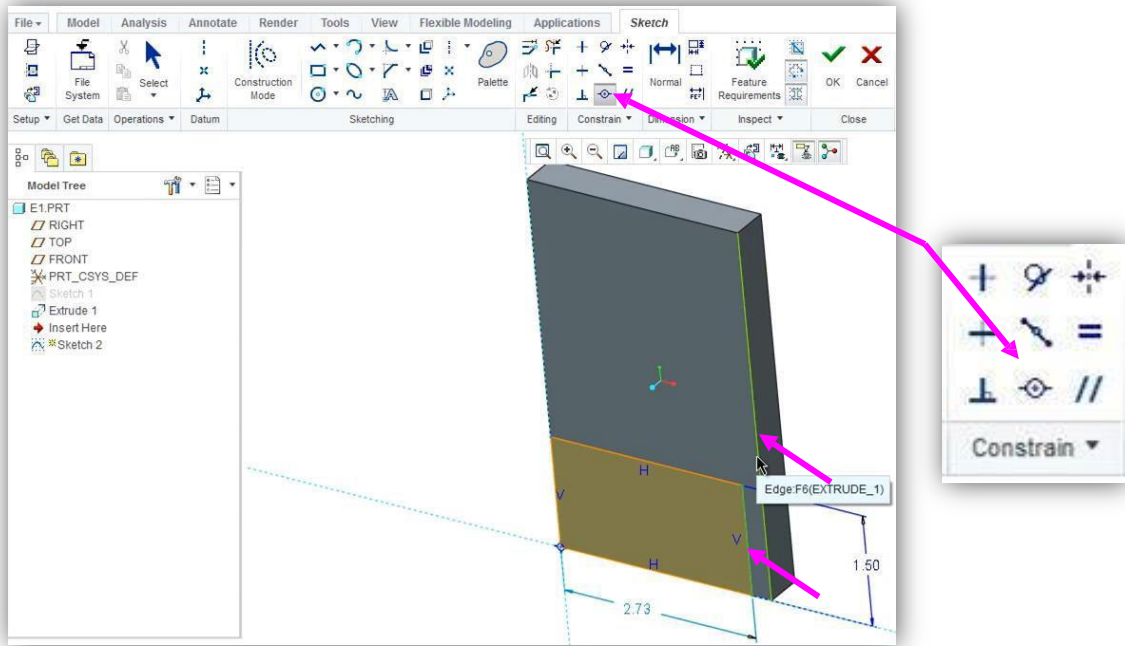 File Model Analysis Annotate Render Tools View Flexible Modeling Applications Sketch
File System
Select
Construction Mode
Palette
Normal
Feature Requirements
OK Cancel
Setup Get Data Operations Datum Sketching Editing Constrain Dimension Inspect Close
Model Tree
E1.PRT
RIGHT
TOP
FRONT
PRT_CSYS_DEF
Sketch 1
Extrude 1
Insert Here
Sketch 2
H
Edge:F6(EXTRUDE_1)
V
V
H
1.50
2.73
Constrain